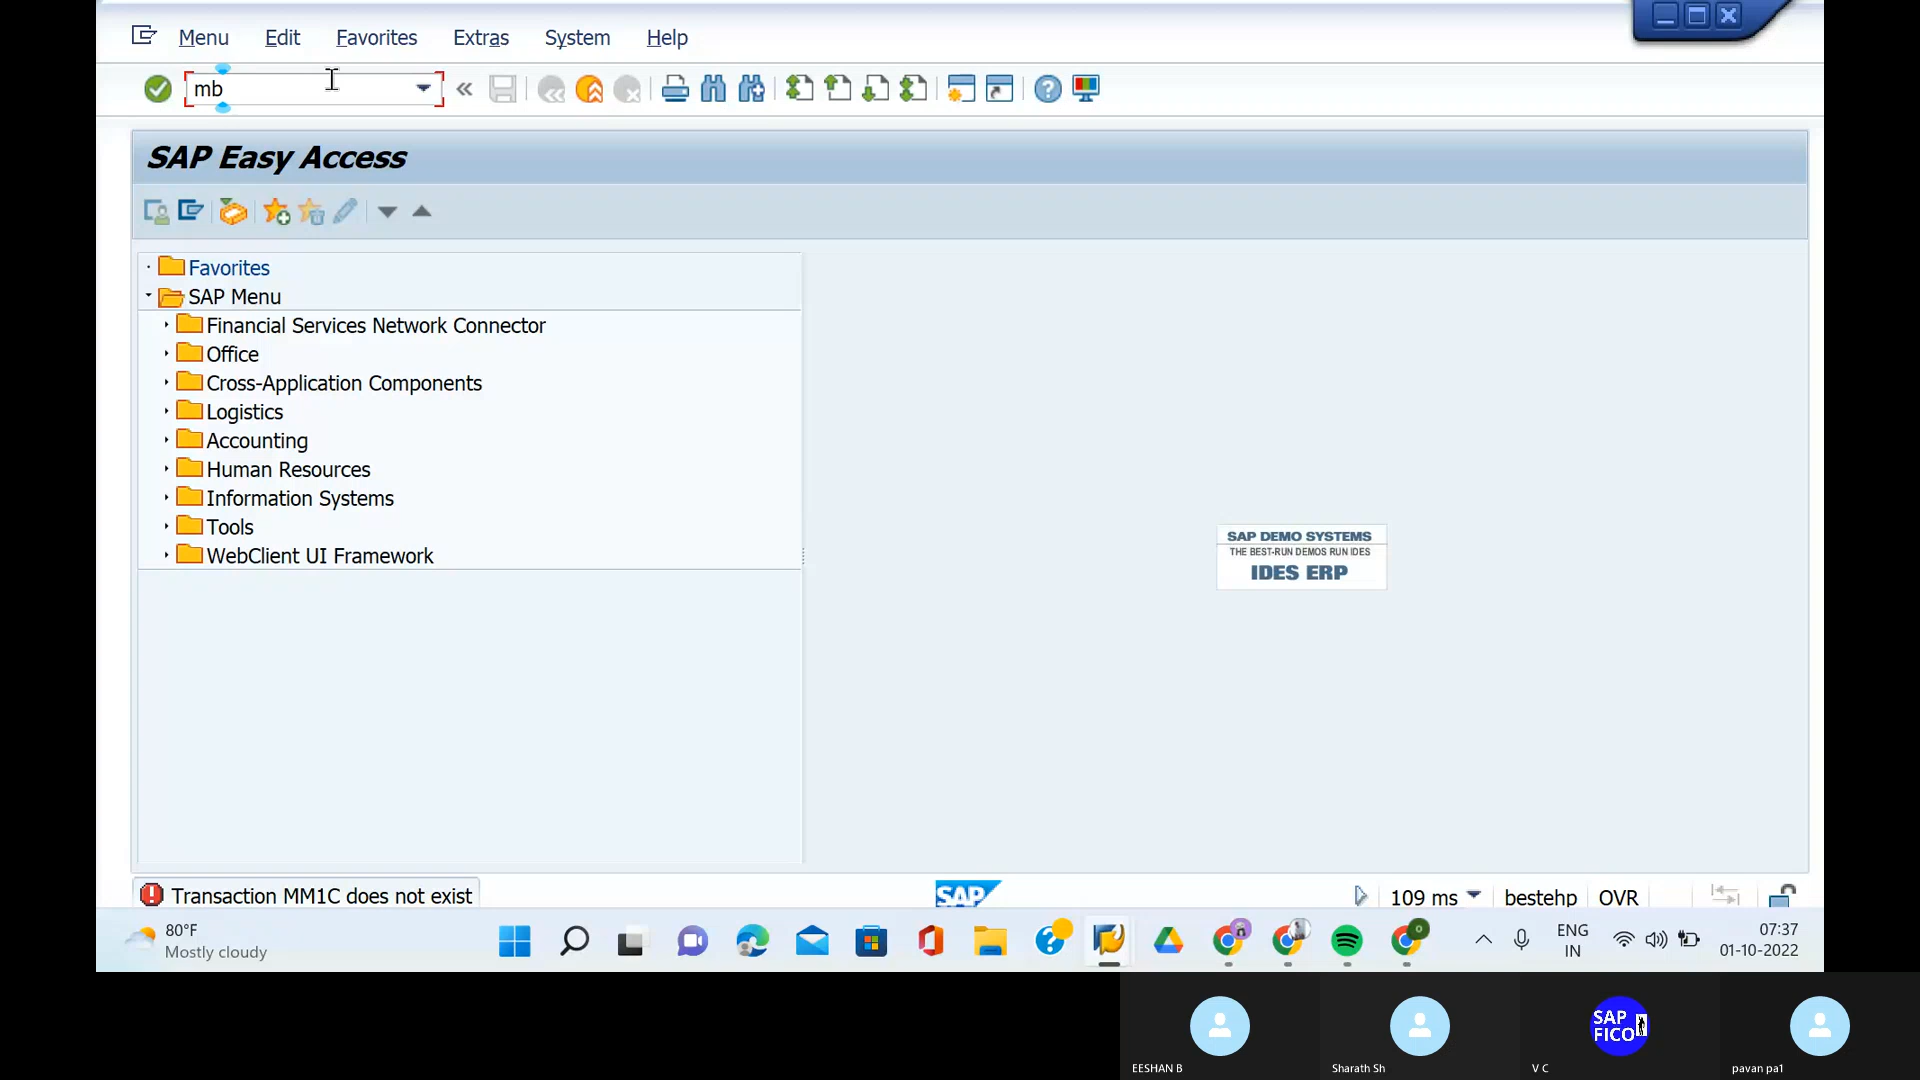 Menu Edit Favorites Extras System Help
mb
SAP Easy Access
Favorites
SAP Menu
Financial Services Network Connector
Office
Cross-Application Components
Logistics
Accounting
Human Resources
Information Systems
Tools
WebClient UI Framework
SAP DEMO SYSTEMS
THE BEST-RUN DEMOS RUN IDES
IDES ERP
Transaction MM1C does not exist
SAP
109 ms
bestehp
OVR
80°F
Mostly cloudy
ENG
IN
07:37
01-10-2022
SAP
FICO
EESHAN B
Sharath Sh
V C
pavan pa1